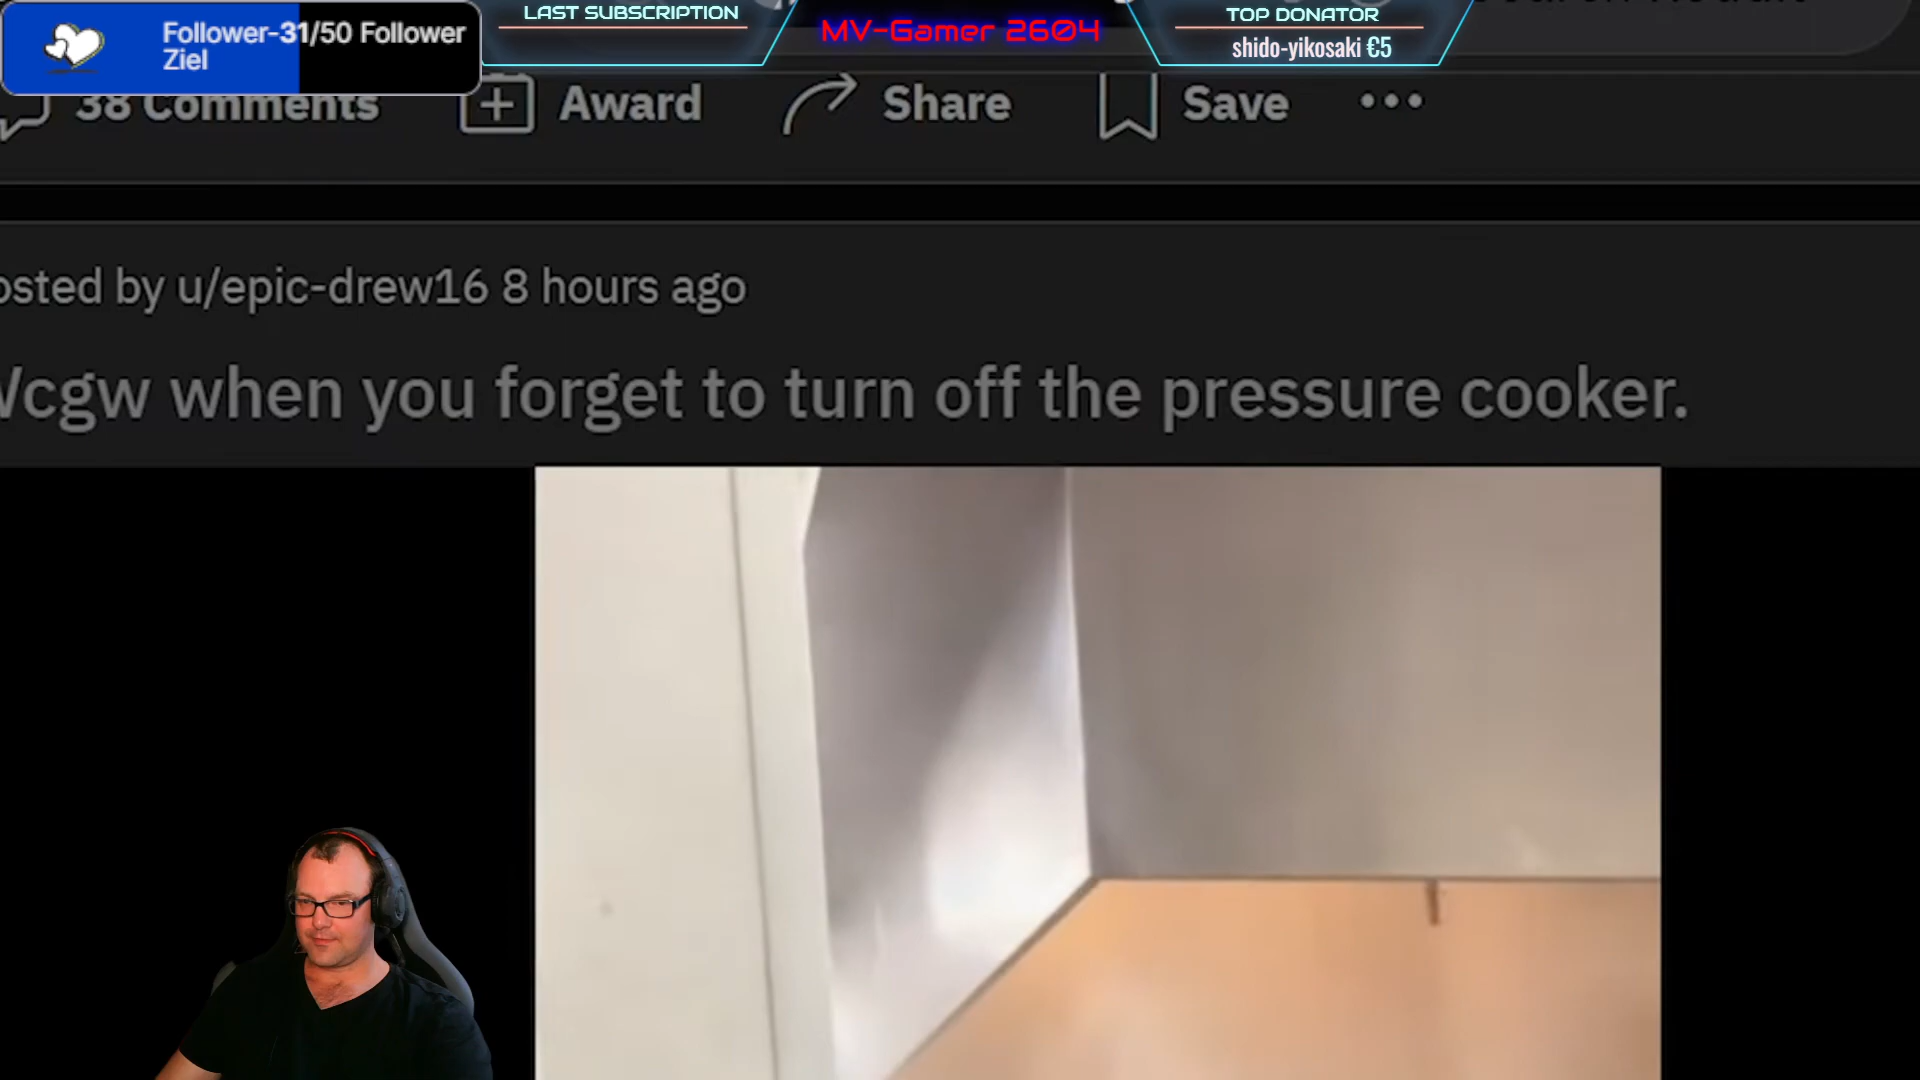 Follower-31/50 Follower
Ziel
LAST SUBSCRIPTION
MV-Gamer 2604
TOP DONATOR
shido-yikosaki €5
38 Comments
Award
Share
Save
osted by u/epic-drew16 8 hours ago
Wcgw when you forget to turn off the pressure cooker.